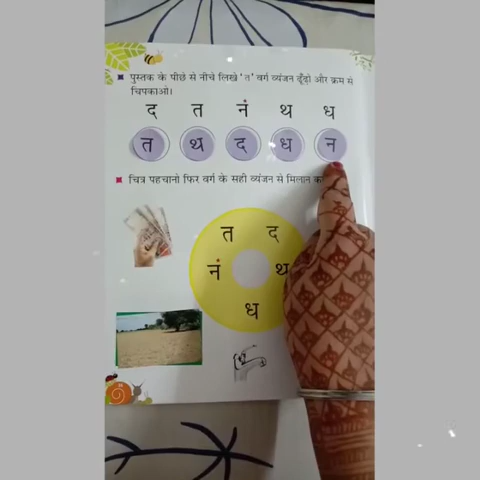 पुस्तक के पीछे से नीचे लिखे 'त' वर्ग व्यंजन ढूँढ़ो और क्रम से
चिपकाओ।
द त नं थ ध
त थ द ध न
चित्र पहचानो फिर वर्ग के सही व्यंजन से मिलान
त द
नं थ
ध